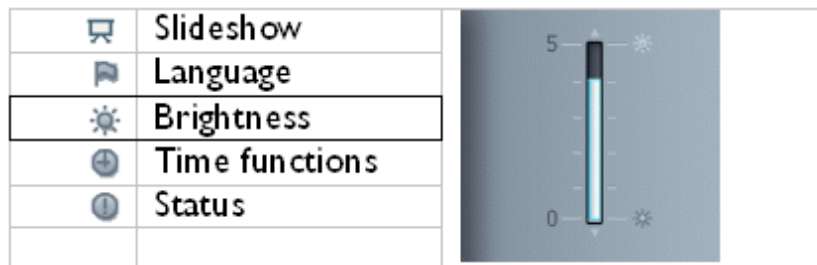 Slideshow
Language
Brightness
Time functions
Status
5
0